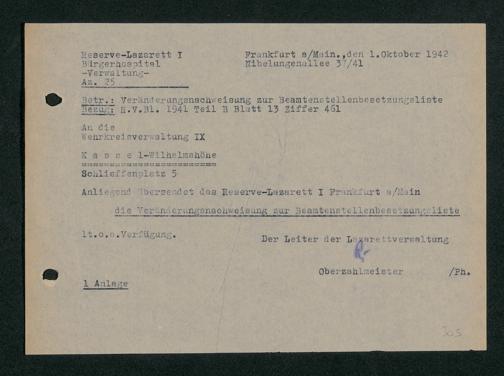 Reserve-Lazarett I
Bürgerhospital
-Verwaltung-
Az. 25
Frankfurt a/Main.,den 1.Oktober 1942
Nibelungenallee 37/41
Betr.: Veränderungsnachweisung zur Beamtenstellenbesetzungsliste
Bezug: H.V.Bl. 1941 Teil B Blatt 13 Ziffer 461
An die
Wehrkreisverwaltung IX
K a s s e l-Wilhelmshöhe
Schlieffenplatz 5
Anliegend übersendet das Reserve-Lazarett I Frankfurt a/Main
die Veränderungsnachweisung zur Beamtenstellenbesetzungsliste
lt.o.a.Verfügung.
Der Leiter der Lazarettverwaltung
Oberzahlmeister /Ph.
1 Anlage
305